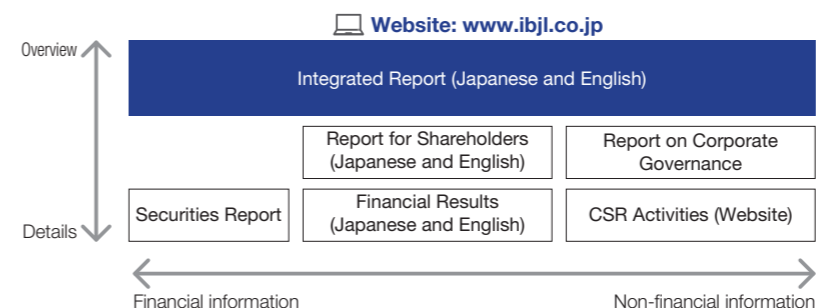 Website: www.ibjl.co.jp
Overview
Integrated Report (Japanese and English)
Report for Shareholders
(Japanese and English)
Report on Corporate
Governance
Securities Report
Financial Results
(Japanese and English)
CSR Activities (Website)
Details
Financial information
Non-financial information